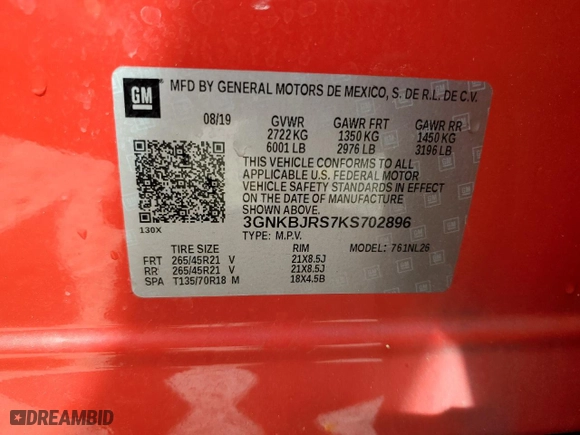 GM
MFD BY GENERAL MOTORS DE MEXICO, S. DE R.L. DE C.V.
08/19 GVWR GAWR FRT GAWR RR
2722 KG 1350 KG 1450 KG
6001 LB 2976 LB 3196 LB
THIS VEHICLE CONFORMS TO ALL
APPLICABLE U.S. FEDERAL MOTOR
VEHICLE SAFETY STANDARDS IN EFFECT
ON THE DATE OF MANUFACTURE
SHOWN ABOVE.
3GNKBJRS7KS702896
130X TYPE: M.P.V.
TIRE SIZE RIM MODEL: 761NL26
FRT 265/45R21 V 21X8.5J
RR 265/45R21 V 21X8.5J
SPA T135/70R18 M 18X4.5B
DREAMBID